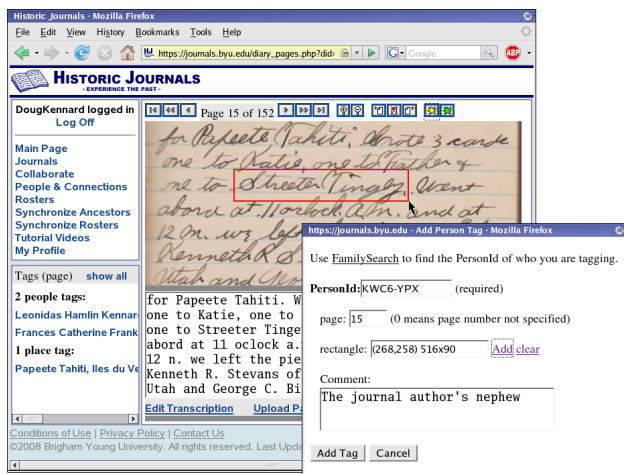 Historic Journals - Mozilla Firefox
File Edit View History Bookmarks Tools Help
https://journals.byu.edu/diary_pages.php?did=
G Google
ABP
HISTORIC JOURNALS
- EXPERIENCE THE PAST -
DougKennard logged in
Log Off
Main Page
Journals
Collaborate
People & Connections
Rosters
Synchronize Ancestors
Synchronize Rosters
Tutorial Videos
My Profile
Tags (page) show all
2 people tags:
Leonidas Hamlin Kennar
Frances Catherine Frank
1 place tag:
Papeete Tahiti, Iles du Ve
Page 15 of 152
for Papeete, Tahiti. Wrote 3 cards
one to Katie, one to Father &
one to Streeter Tingey. Went
abord at 11 oclock a.m. and at
12 m. we left
Kenneth R S
Utah and
for Papeete Tahiti. W
one to Katie, one to
one to Streeter Tinge
abord at 11 oclock a.
12 n. we left the pie
Kenneth R. Stevans of
Utah and George C. Bi
Edit Transcription Upload Pa
Conditions of Use | Privacy Policy | Contact Us
©2008 Brigham Young University. All rights reserved. Last Upda
https://journals.byu.edu - Add Person Tag - Mozilla Firefox
Use FamilySearch to find the PersonId of who you are tagging.
PersonId: KWC6-YPX (required)
page: 15 (0 means page number not specified)
rectangle: (268,258) 516x90 Add clear
Comment:
The journal author's nephew
Add Tag Cancel